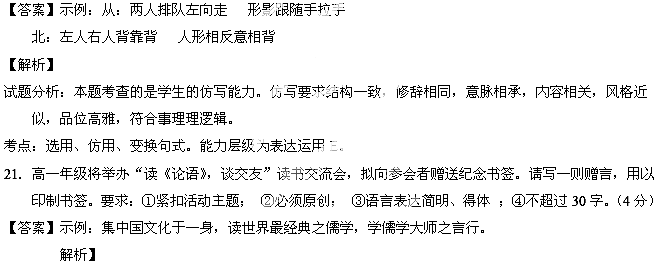 【答案】示例：从：两人排队左向走 形影跟随手拉手
北：左人右人背靠背 人形相反意相背
【解析】
试题分析：本题考查的是学生的仿写能力。仿写要求结构一致，修辞相同，意脉相承，内容相关，风格近
似，品位高雅，符合事理理逻辑。
考点：选用、仿用、变换句式。能力层级为表达运用E。
21. 高一年级将举办“读《论语》，谈交友”读书交流会，拟向参会者赠送纪念书签。请写一则赠言，用以
印制书签。要求：①紧扣活动主题； ②必须原创； ③语言表达简明、得体 ；④不超过 30 字。（4 分）
【答案】示例：集中国文化于一身，读世界最经典之儒学，学儒学大师之言行。
解析】